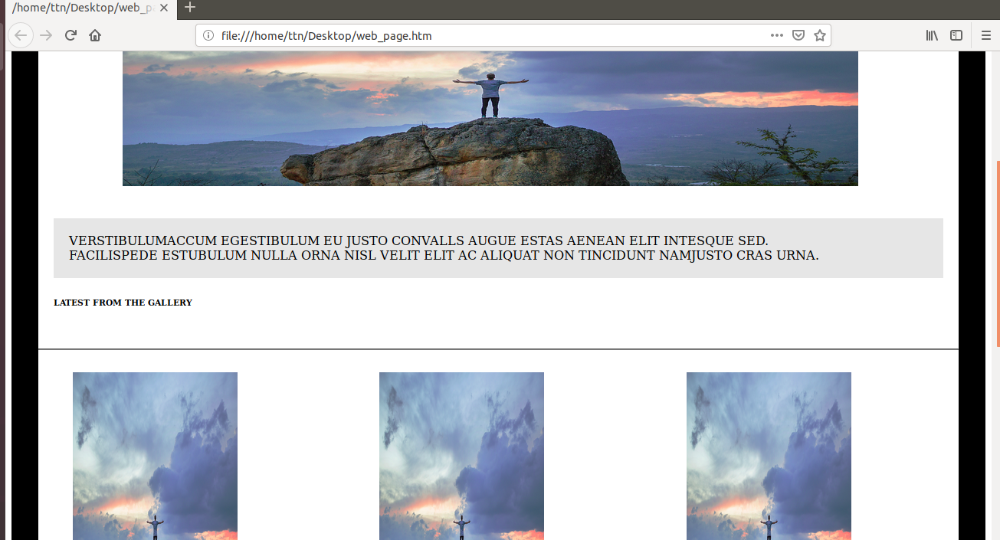 /home/ttn/Desktop/web_p
file:///home/ttn/Desktop/web_page.htm
VERSTIBULUMACCUM EGESTIBULUM EU JUSTO CONVALLS AUGUE ESTAS AENEAN ELIT INTESQUE SED.
FACILISPEDE ESTUBULUM NULLA ORNA NISL VELIT ELIT AC ALIQUAT NON TINCIDUNT NAMJUSTO CRAS URNA.
LATEST FROM THE GALLERY